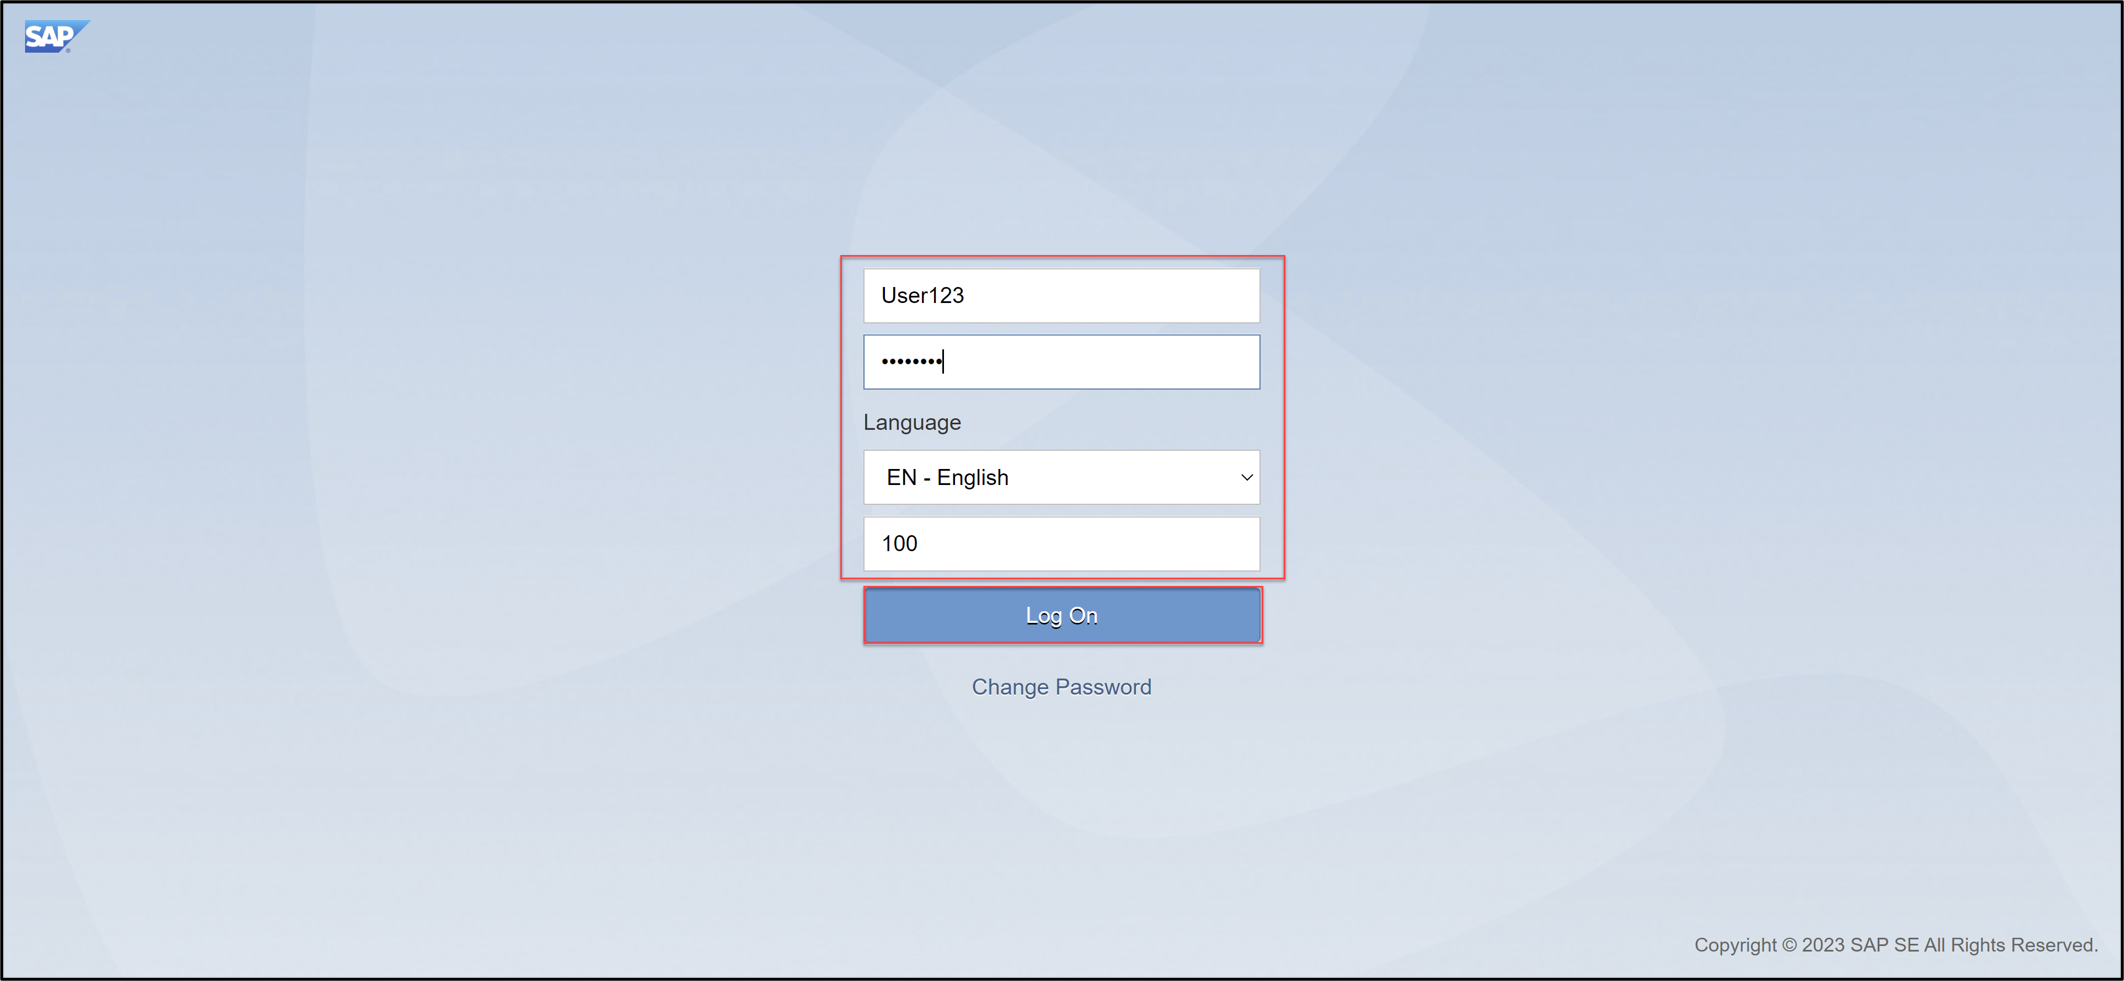 SAP
User123
••••••••
Language
EN - English
100
Log On
Change Password
Copyright © 2023 SAP SE All Rights Reserved.